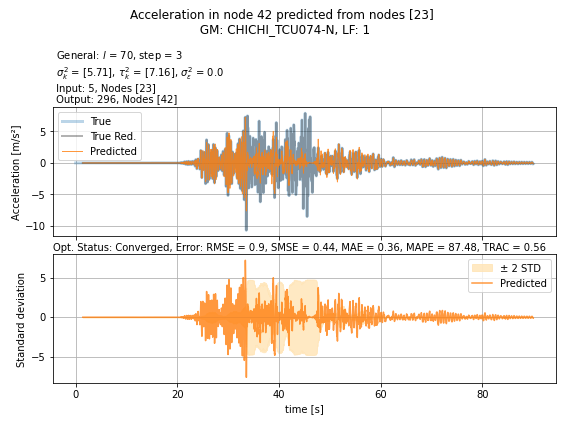 Acceleration in node 42 predicted from nodes [23]
GM: CHICHI_TCU074-N, LF: 1
General: l = 70, step = 3
σ²ₖ = [5.71], τ²ₖ = [7.16], σ²ε = 0.0
Input: 5, Nodes [23]
Output: 296, Nodes [42]
Acceleration [m/s²]
5
0
−5
−10
True
True Red.
Predicted
Opt. Status: Converged, Error: RMSE = 0.9, SMSE = 0.44, MAE = 0.36, MAPE = 87.48, TRAC = 0.56
Standard deviation
5
0
−5
± 2 STD
Predicted
0 20 40 60 80
time [s]